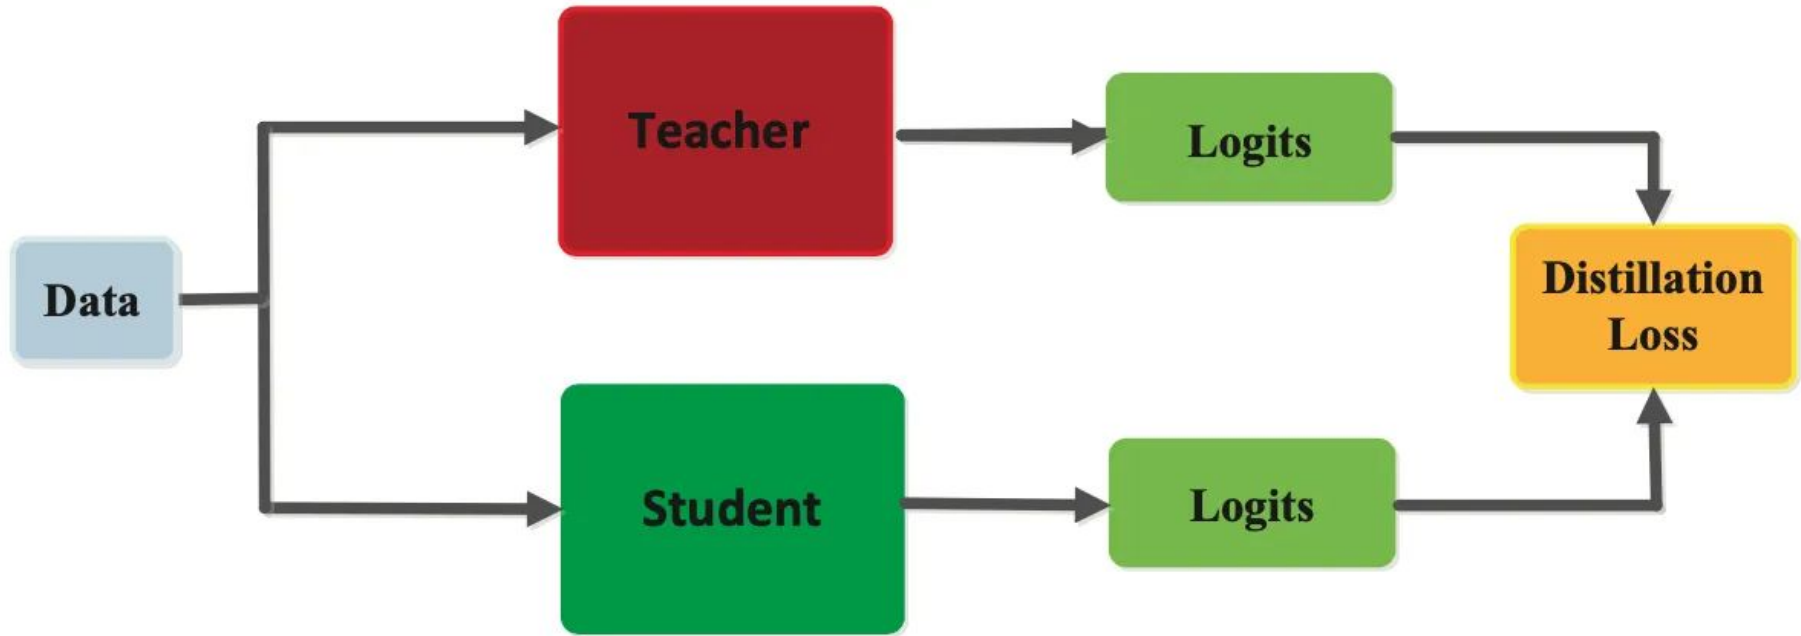 Teacher
Logits
Data
Distillation
Loss
Student
Logits